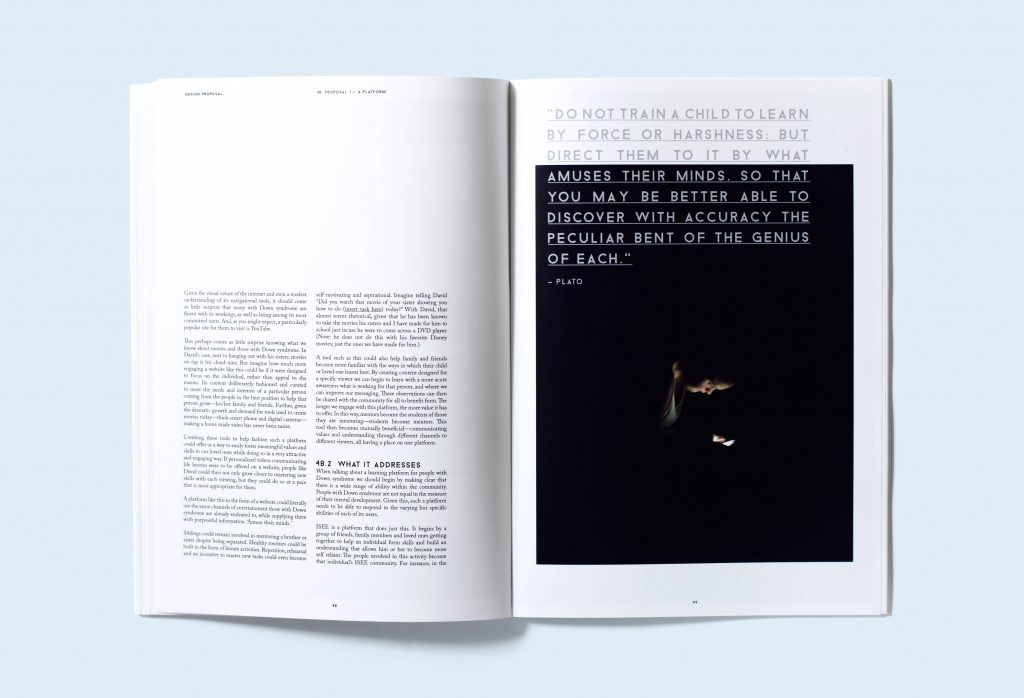 DESIGN PROPOSAL
4B PROPOSAL 1 / A PLATFORM
Given the visual nature of the internet and even a modest
understanding of its navigational tools, it should come
as little surprise that many with Down syndrome are
fluent with its workings, as well as being among its most
committed users. And, as you might expect, a particularly
popular site for them to visit is YouTube.
This perhaps comes as little surprise knowing what we
know about movies and those with Down syndrome. In
David's case, next to hanging out with his sisters, movies
on tap is his cloud-nine. But imagine how much more
engaging a website like this could be if it were designed
to focus on the individual, rather than appeal to the
masses. Its content deliberately fashioned and curated
to meet the needs and interests of a particular person
coming from the people in the best position to help that
person grow—his/her family and friends. Further, given
the dramatic growth and demand for tools used to create
movies today—think smart phone and digital cameras—
making a home made video has never been easier.
Combing these tools to help fashion such a platform
could offer us a way to easily foster meaningful values and
skills in our loved ones while doing so in a very attractive
and engaging way. If personalized videos communicating
life lessons were to be offered on a website, people like
David could then not only grow closer to mastering new
skills with each viewing, but they could do so at a pace
that is most appropriate for them.
A platform like this in the form of a website could literally
use the same channels of entertainment those with Down
syndrome are already endeared to, while supplying them
with purposeful information. 'Amuse their minds.'
Siblings could remain involved in mentoring a brother or
sister despite being separated. Healthy routines could be
built in the form of leisure activities. Repetition, rehearsal
and an incentive to master new tasks could even become
self-motivating and aspirational. Imagine telling David
"Did you watch that movie of your sister showing you
how to do (insert task here) today?" With David, that
almost seems rhetorical, given that he has been known
to take the movies his sisters and I have made for him to
school just incase he were to come across a DVD player
(Note: he does not do this with his favorite Disney
movies; just the ones we have made for him.)
A tool such as this could also help family and friends
become more familiar with the ways in which their child
or loved one learns best. By creating content designed for
a specific viewer we can begin to learn with a more acute
awareness what is working for that person, and where we
can improve our messaging. These observations can then
be shared with the community for all to benefit from. The
longer we engage with this platform, the more value it has
to offer. In this way, mentors become the students of those
they are mentoring—students become mentors. This
tool then becomes mutually beneficial—communicating
values and understanding through different channels to
different viewers, all having a place on one platform.
4B.2 WHAT IT ADDRESSES
When talking about a learning platform for people with
Down syndrome we should begin by making clear that
there is a wide range of ability within the community.
People with Down syndrome are not equal in the measure
of their mental development. Given this, such a platform
needs to be able to respond to the varying but specific
abilities of each of its users.
ISEE is a platform that does just this. It begins by a
group of friends, family members and loved ones getting
together to help an individual form skills and build an
understanding that allows him or her to become more
self reliant. The people involved in this activity become
that individual's ISEE community. For instance, in the
"DO NOT TRAIN A CHILD TO LEARN
BY FORCE OR HARSHNESS; BUT
DIRECT THEM TO IT BY WHAT
AMUSES THEIR MINDS, SO THAT
YOU MAY BE BETTER ABLE TO
DISCOVER WITH ACCURACY THE
PECULIAR BENT OF THE GENIUS
OF EACH."
– PLATO